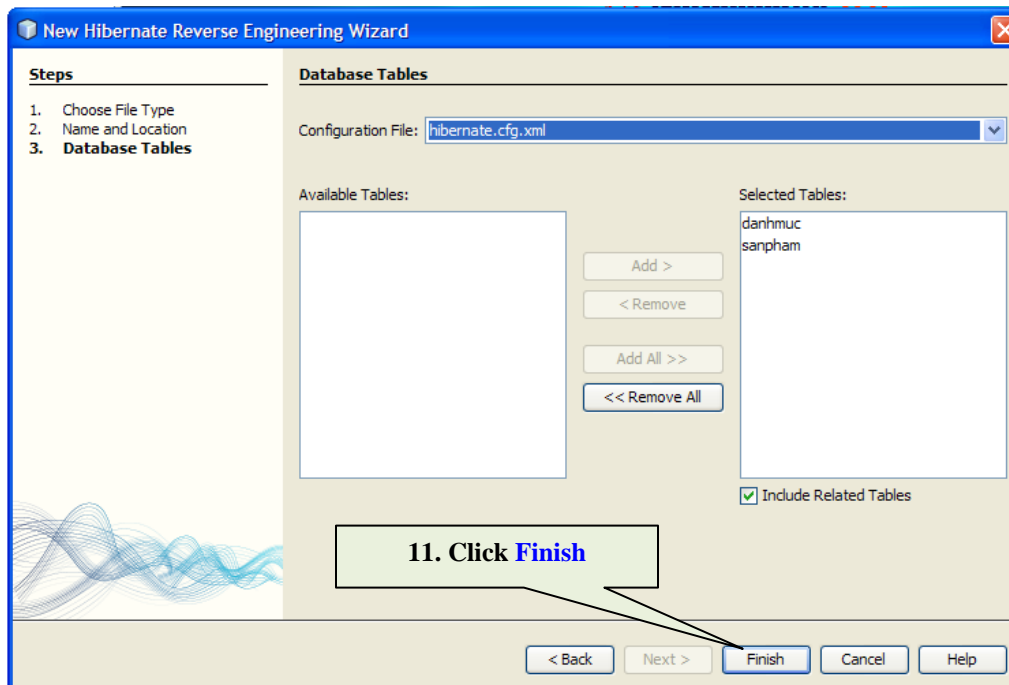 New Hibernate Reverse Engineering Wizard
Steps
1. Choose File Type
2. Name and Location
3. Database Tables
Database Tables
Configuration File: hibernate.cfg.xml
Available Tables:
Selected Tables:
danhmuc
sanpham
Add >
< Remove
Add All >>
<< Remove All
Include Related Tables
11. Click Finish
< Back Next > Finish Cancel Help